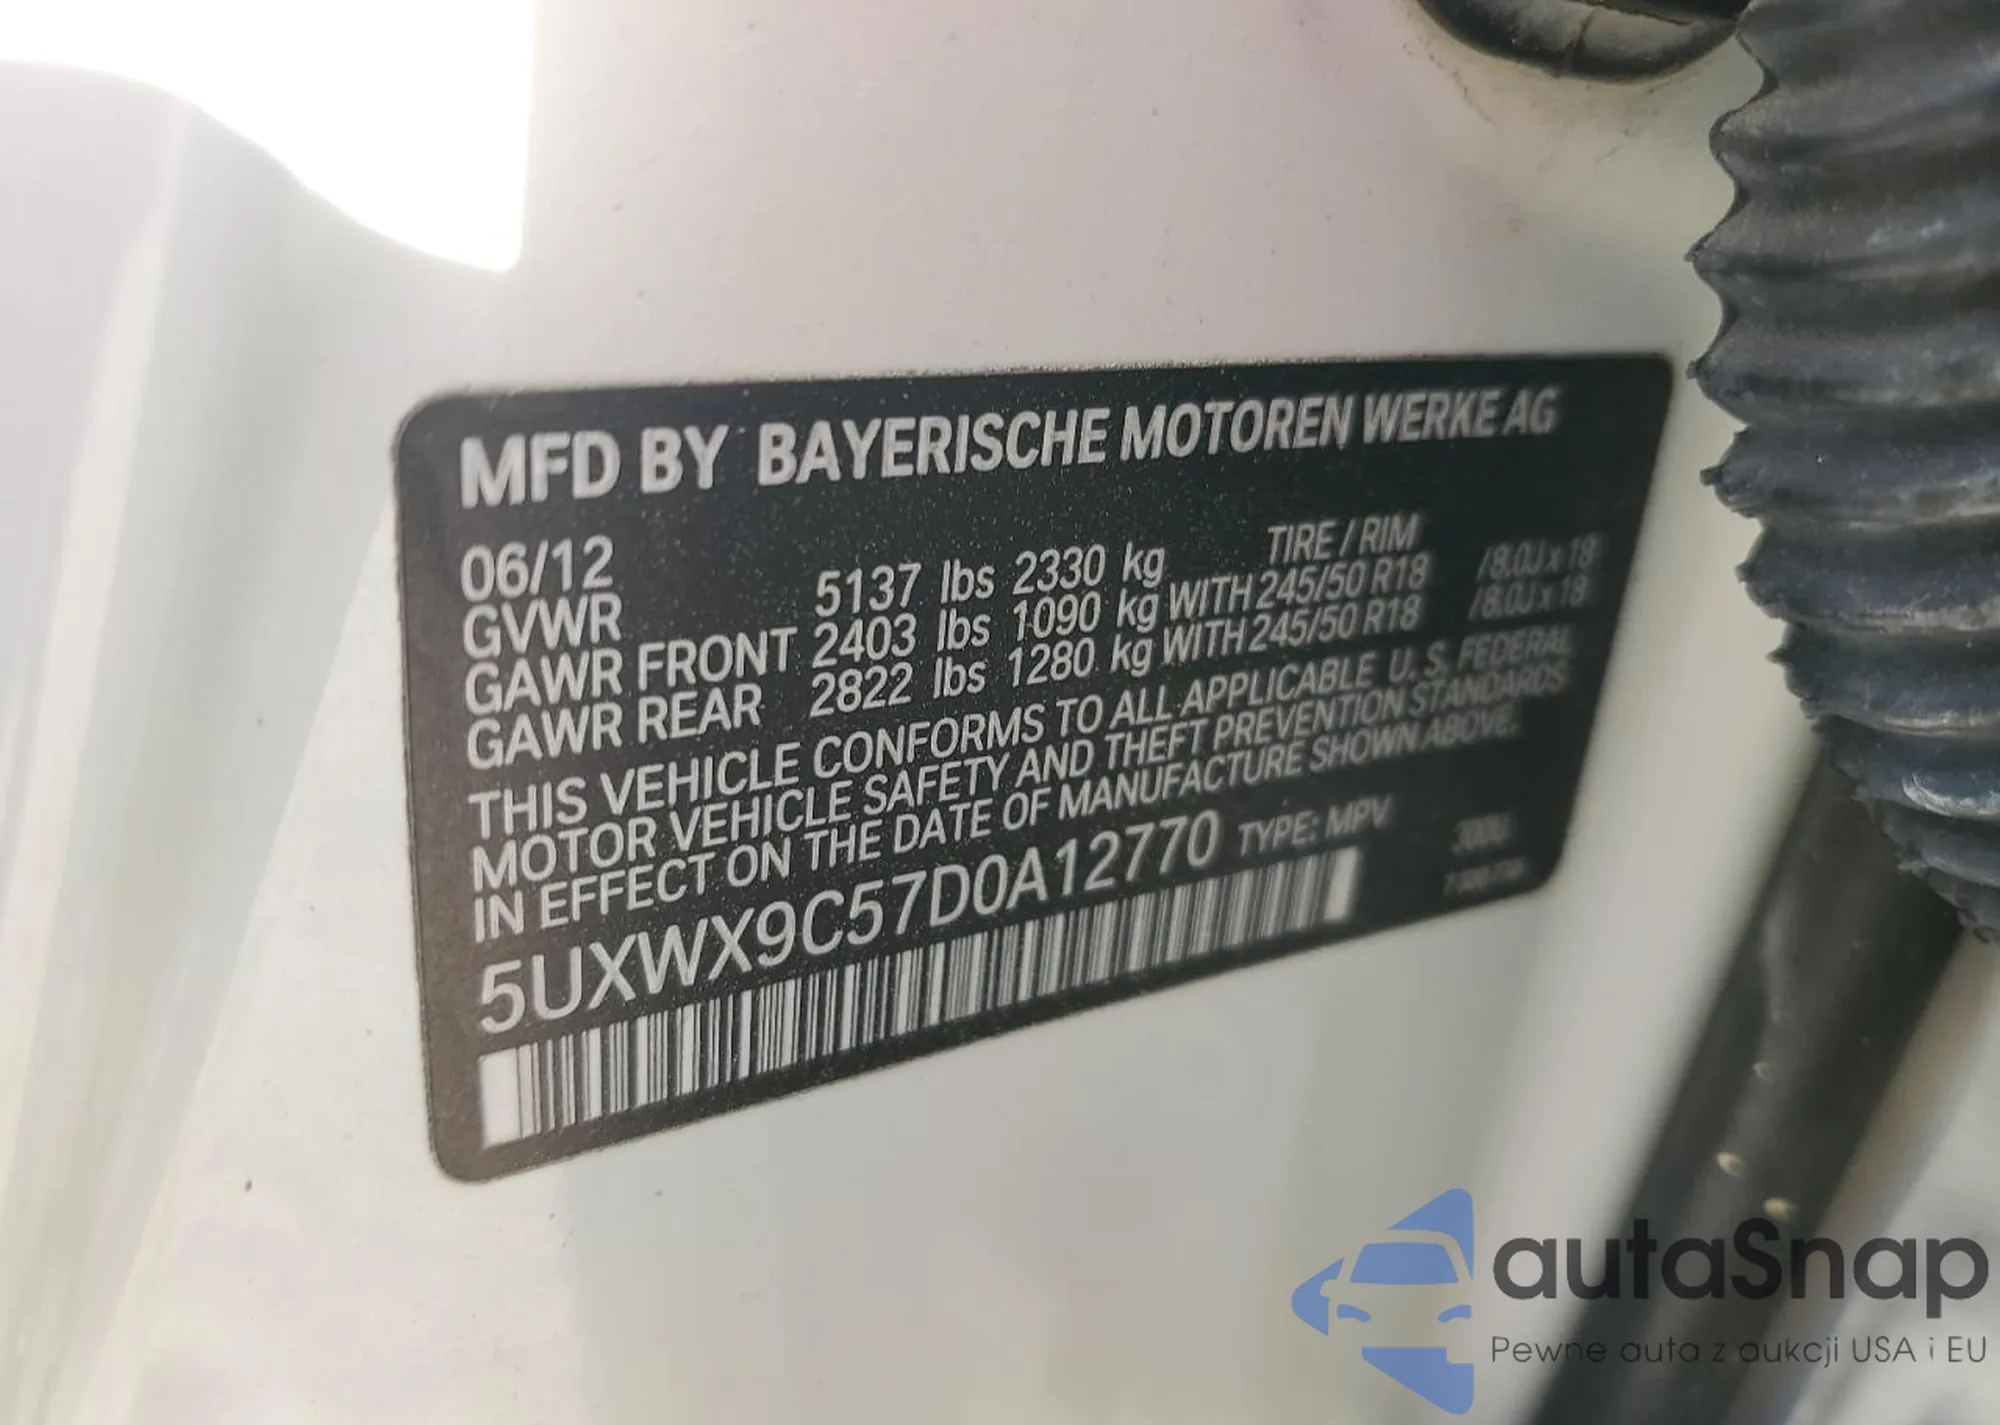 MFD BY BAYERISCHE MOTOREN WERKE AG
06/12 TIRE / RIM
GVWR 5137 lbs 2330 kg
GAWR FRONT 2403 lbs 1090 kg WITH 245/50 R18 /8.0J x 18
GAWR REAR 2822 lbs 1280 kg WITH 245/50 R18 /8.0J x 18
THIS VEHICLE CONFORMS TO ALL APPLICABLE U. S. FEDERAL
MOTOR VEHICLE SAFETY AND THEFT PREVENTION STANDARDS
IN EFFECT ON THE DATE OF MANUFACTURE SHOWN ABOVE.
5UXWX9C57D0A12770 TYPE: MPV
autaSnap
Pewne auta z aukcji USA i EU